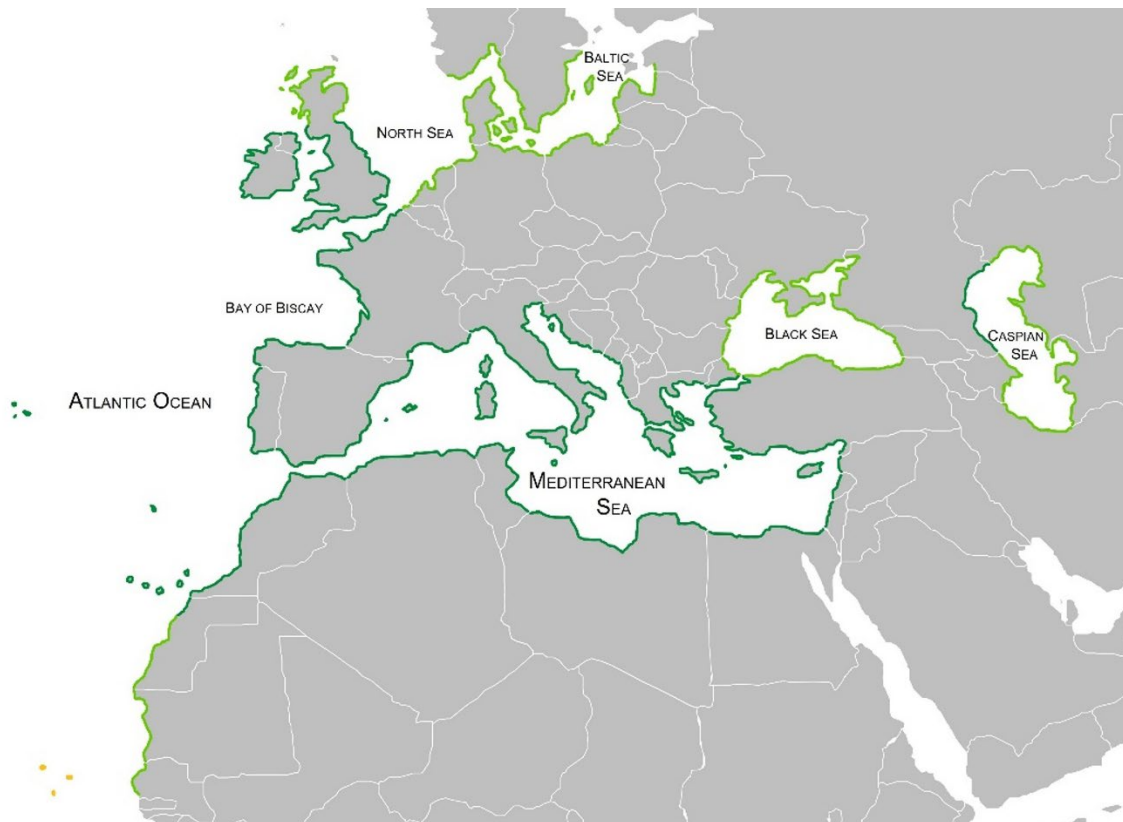 BALTIC
SEA
NORTH SEA
BAY OF BISCAY
BLACK SEA
CASPIAN
SEA
ATLANTIC OCEAN
MEDITERRANEAN
SEA